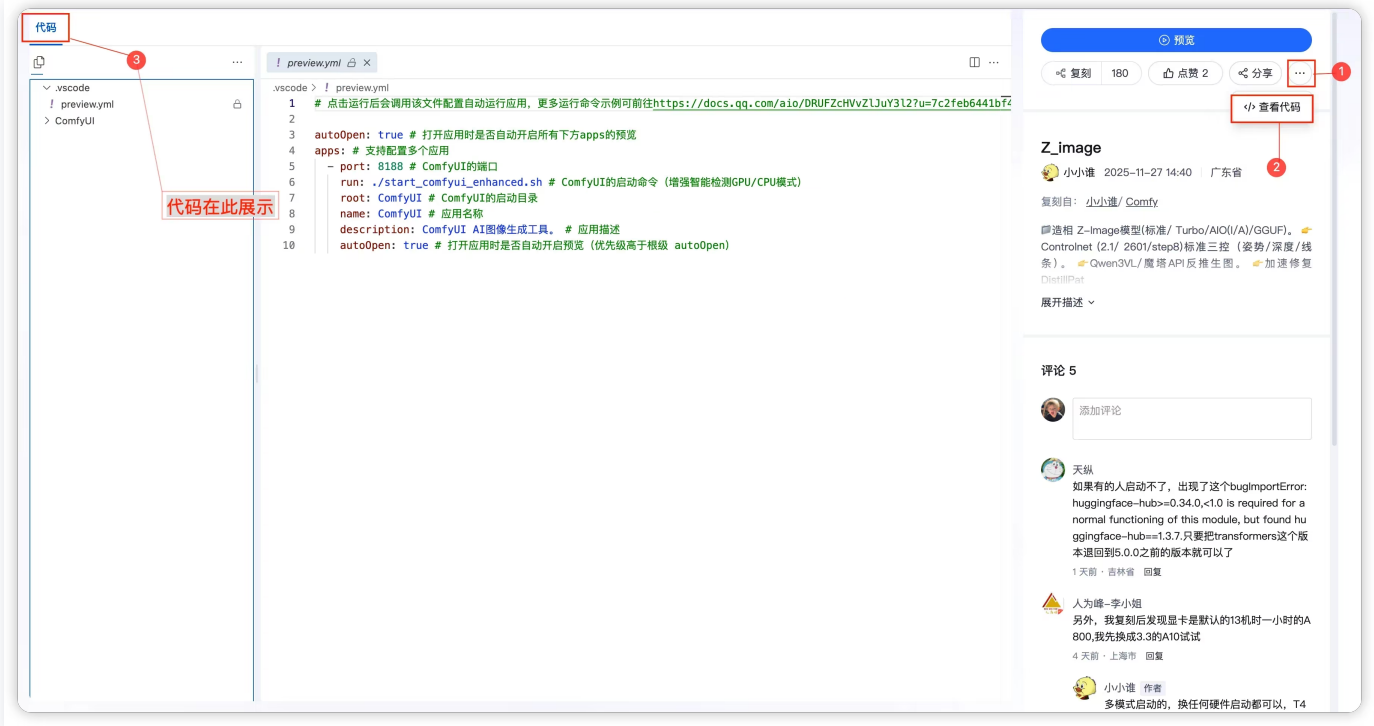 代码
3
! preview.yml
.vscode
! preview.yml
ComfyUI
.vscode > ! preview.yml
1 # 点击运行后会调用该文件配置自动运行应用，更多运行命令示例可前往https://docs.qq.com/aio/DRUFZcHVvZlJuY3l2?u=7c2feb6441bf4
2
3 autoOpen: true # 打开应用时是否自动开启所有下方apps的预览
4 apps: # 支持配置多个应用
5 - port: 8188 # ComfyUI的端口
6 run: ./start_comfyui_enhanced.sh # ComfyUI的启动命令（增强智能检测GPU/CPU模式）
7 root: ComfyUI # ComfyUI的启动目录
8 name: ComfyUI # 应用名称
9 description: ComfyUI AI图像生成工具。 # 应用描述
10 autoOpen: true # 打开应用时是否自动开启预览（优先级高于根级 autoOpen）
代码在此展示
预览
复刻 180 点赞 2 分享 ...
1
</> 查看代码
2
Z_image
小小谁 2025-11-27 14:40 广东省
复刻自： 小小谁/ Comfy
造相 Z-Image模型(标准/ Turbo/AIO(I/A)/GGUF)。 👉
Controlnet (2.1/ 2601/step8)标准三控（姿势/深度/线
条）。 👉Qwen3VL/魔塔API反推生图。 👉加速修复
DistillPat
展开描述
评论 5
添加评论
天纵
如果有的人启动不了，出现了这个bugImportError:
huggingface-hub>=0.34.0,<1.0 is required for a
normal functioning of this module, but found hu
ggingface-hub==1.3.7.只要把transformers这个版
本退回到5.0.0之前的版本就可以了
1 天前 · 吉林省 回复
人为峰-李小姐
另外，我复刻后发现显卡是默认的13机时一小时的A
800,我先换成3.3的A10试试
4 天前 · 上海市 回复
小小谁 作者
多模式启动的，换任何硬件启动都可以，T4